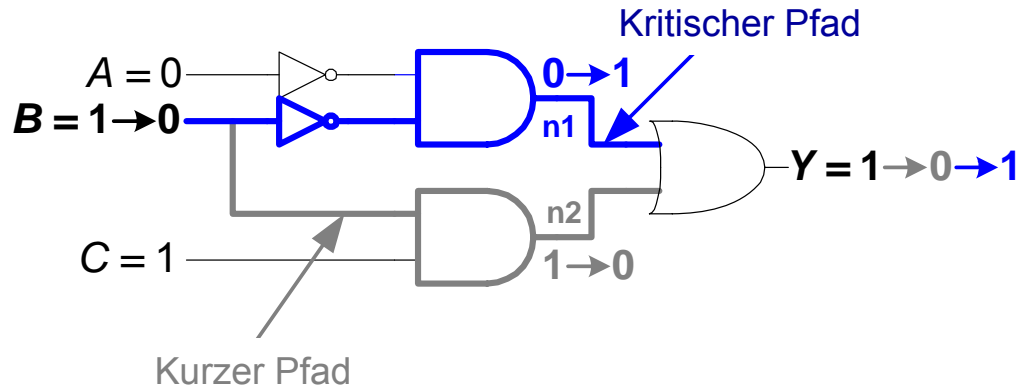 Kritischer Pfad
A = 0
0→1
B = 1→0
n1
Y = 1→0→1
n2
C = 1
1→0
Kurzer Pfad